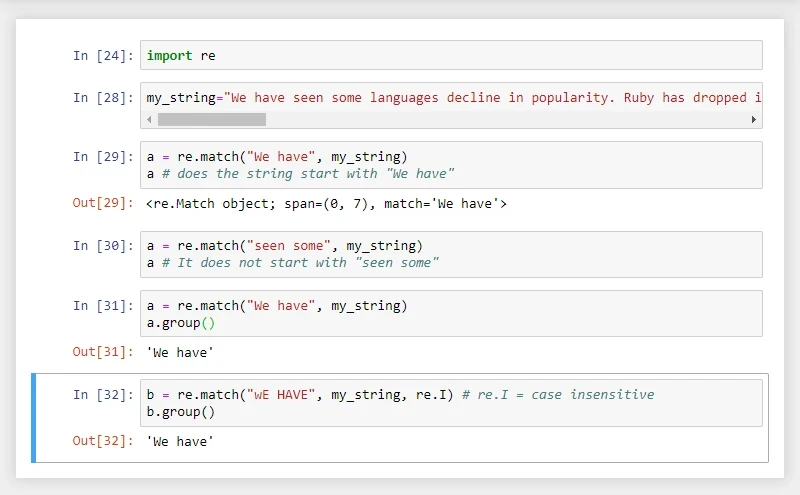 In [24]: import re
In [28]: my_string="We have seen some languages decline in popularity. Ruby has dropped i
In [29]: a = re.match("We have", my_string)
a # does the string start with "We have"
Out[29]: <re.Match object; span=(0, 7), match='We have'>
In [30]: a = re.match("seen some", my_string)
a # It does not start with "seen some"
In [31]: a = re.match("We have", my_string)
a.group()
Out[31]: 'We have'
In [32]: b = re.match("wE HAVE", my_string, re.I) # re.I = case insensitive
b.group()
Out[32]: 'We have'